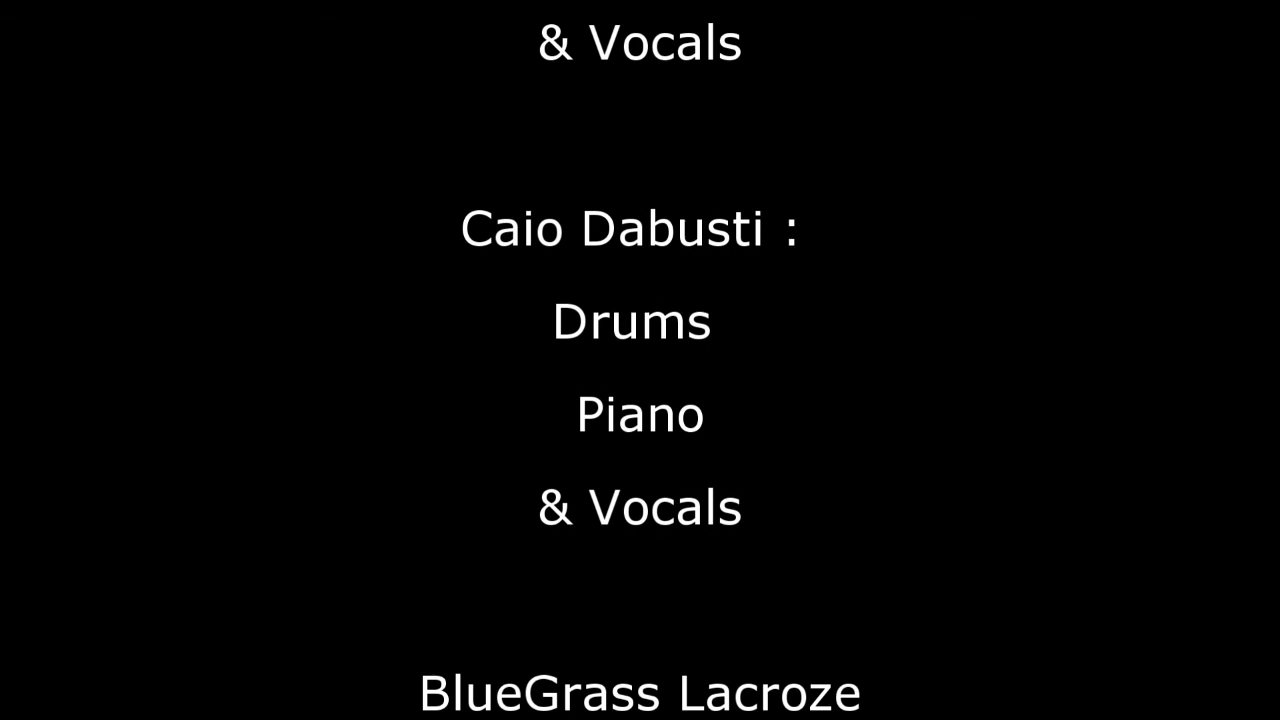 & Vocals
Caio Dabusti :
Drums
Piano
& Vocals
BlueGrass Lacroze